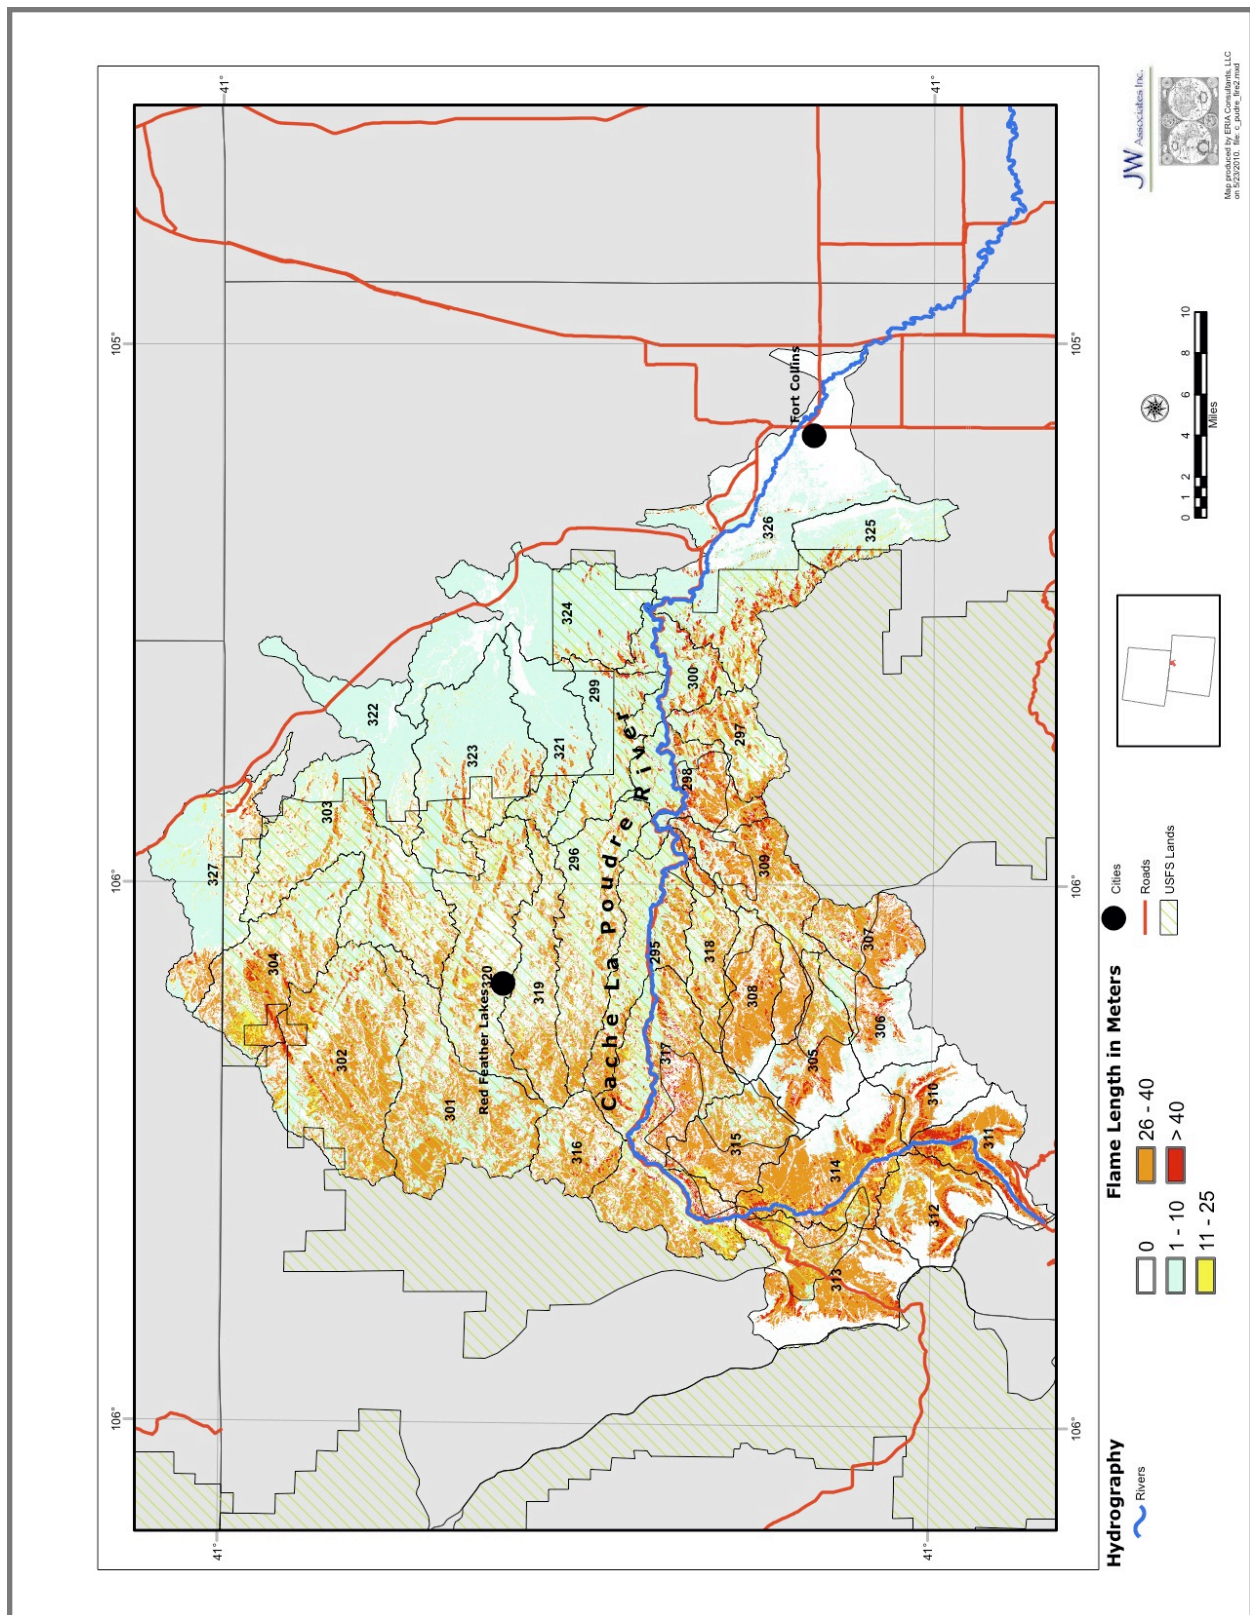 41°
41°
105°
105°
106°
106°
106°
106°
41°
41°
Fort Collins
Red Feather Lakes
Cache La Poudre River
327
322
303
304
302
301
323
321
299
324
326
325
300
297
298
296
320
319
295
309
318
308
307
306
305
317
315
316
310
311
314
312
313
Hydrography
Rivers
Flame Length in Meters
0
1 - 10
11 - 25
26 - 40
> 40
Cities
Roads
USFS Lands
0 1 2 4 6 8 10
Miles
JW Associates Inc.
Map produced by ERIA Consultants, LLC
on 5/23/2010. file: c_pudre_fire2.mxd